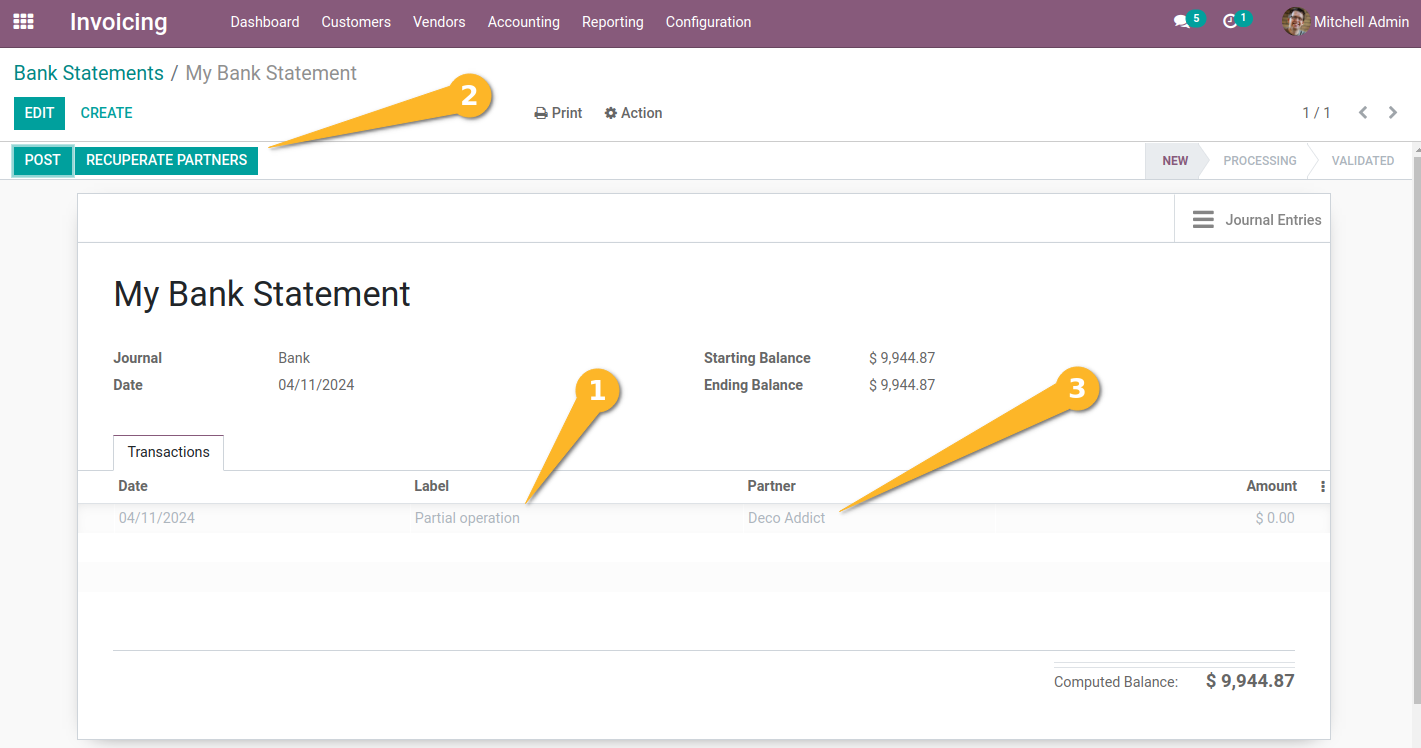 Invoicing Dashboard Customers Vendors Accounting Reporting Configuration 5 1 Mitchell Admin
Bank Statements / My Bank Statement
2
EDIT CREATE Print Action 1 / 1
POST RECUPERATE PARTNERS NEW PROCESSING VALIDATED
Journal Entries
My Bank Statement
Journal Bank Starting Balance $ 9,944.87
Date 04/11/2024 Ending Balance $ 9,944.87
1 3
Transactions
Date Label Partner Amount
04/11/2024 Partial operation Deco Addict $ 0.00
Computed Balance: $ 9,944.87